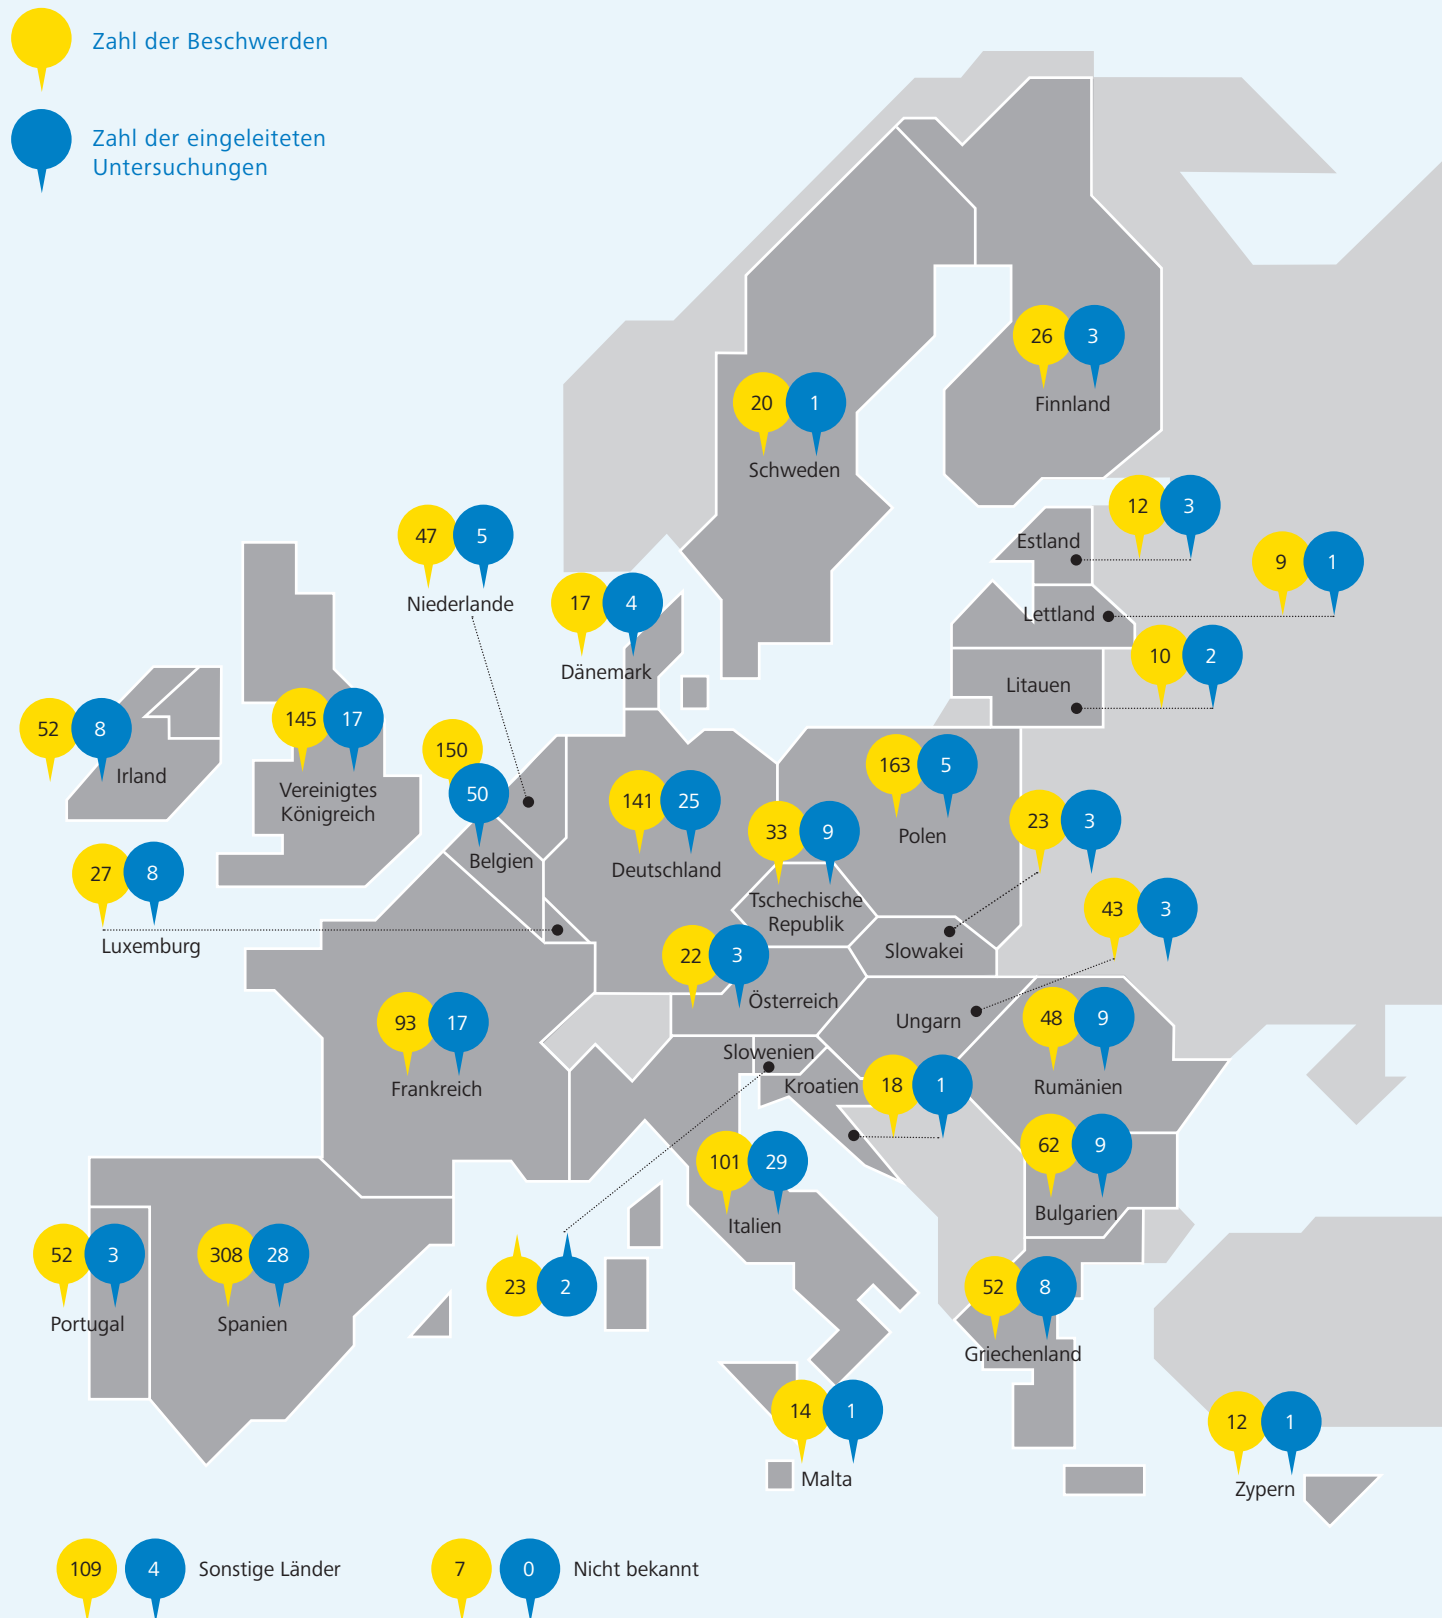 Zahl der Beschwerden
Zahl der eingeleiteten
Untersuchungen
26 3
Finnland
20 1
Schweden
12 3
Estland
47 5
Niederlande
9 1
Lettland
17 4
Dänemark
10 2
Litauen
52 8
Irland
145 17
Vereinigtes
Königreich
150
50
Belgien
141 25
Deutschland
163 5
Polen
33 9
Tschechische
Republik
23 3
Slowakei
27 8
Luxemburg
43 3
Ungarn
22 3
Österreich
93 17
Frankreich
48 9
Rumänien
Slowenien
23 2
Kroatien
18 1
62 9
Bulgarien
101 29
Italien
52 3
Portugal
308 28
Spanien
52 8
Griechenland
14 1
Malta
12 1
Zypern
109 4 Sonstige Länder
7 0 Nicht bekannt